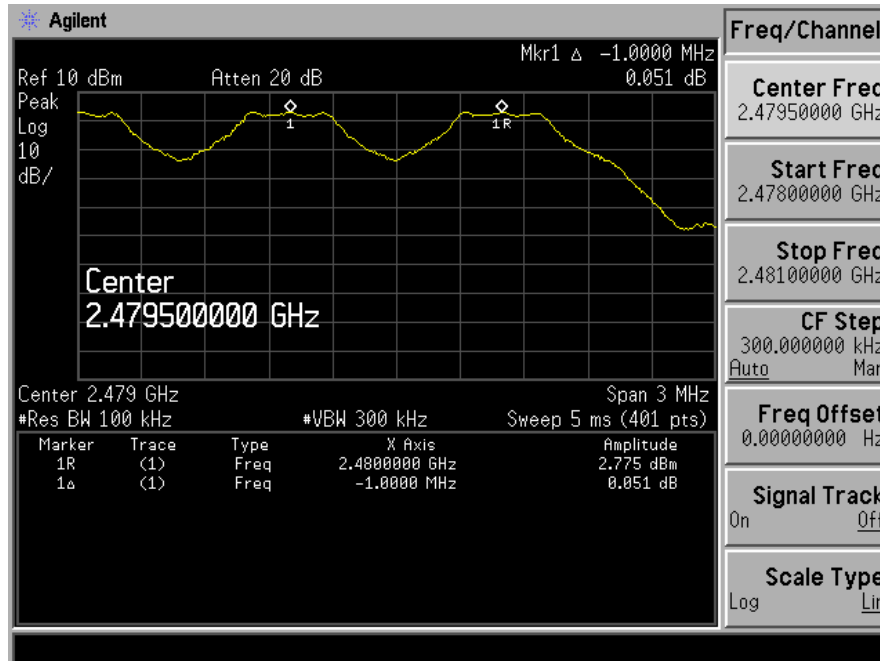 Agilent
Freq/Channel
Mkr1 Δ -1.0000 MHz
Ref 10 dBm Atten 20 dB 0.051 dB
Peak
Log
10
dB/
1
1R
Center
2.479500000 GHz
Center 2.479 GHz Span 3 MHz
#Res BW 100 kHz #VBW 300 kHz Sweep 5 ms (401 pts)
Marker Trace Type X Axis Amplitude
1R (1) Freq 2.4800000 GHz 2.775 dBm
1Δ (1) Freq -1.0000 MHz 0.051 dB
Center Freq
2.47950000 GHz
Start Freq
2.47800000 GHz
Stop Freq
2.48100000 GHz
CF Step
300.000000 kHz
Auto Man
Freq Offset
0.00000000 Hz
Signal Track
On Off
Scale Type
Log Lin